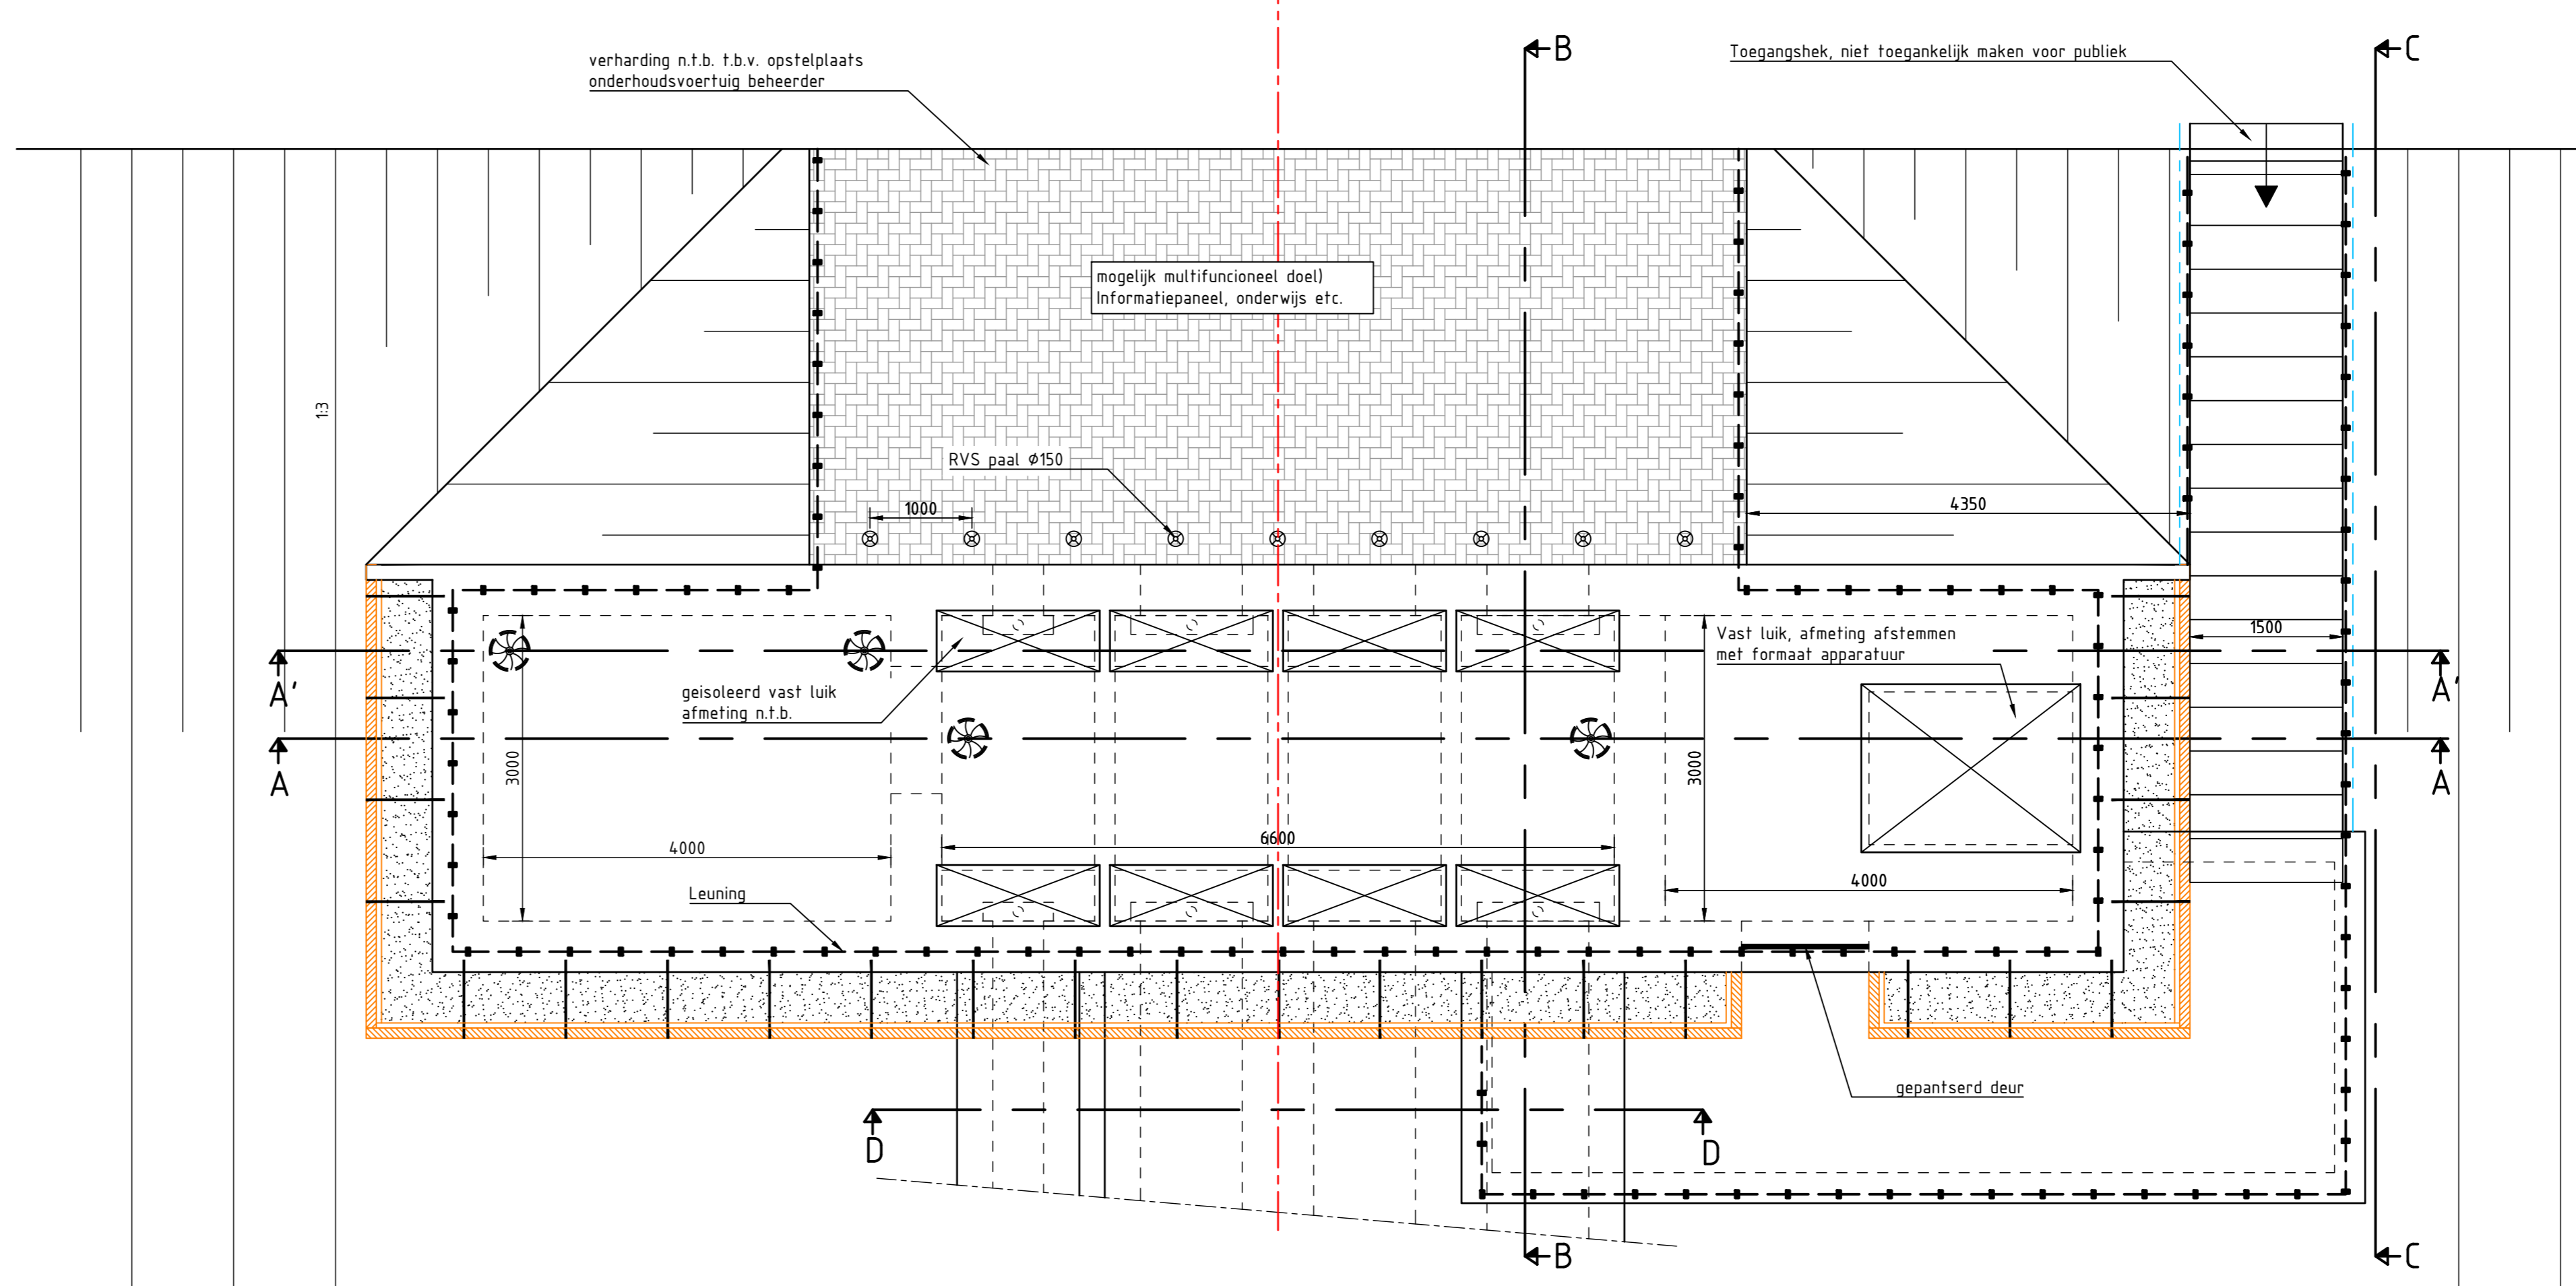 B
C
Toegangshek, niet toegankelijk maken voor publiek
verharding n.t.b. t.b.v. opstelplaats
onderhoudsvoertuig beheerder
mogelijk multifuncioneel doel)
Informatiepaneel, onderwijs etc.
1:3
RVS paal Ø150
1000
4350
1500
Vast luik, afmeting afstemmen
met formaat apparatuur
A'
A'
geisoleerd vast luik
afmeting n.t.b.
3000
3000
A
A
6600
4000
4000
Leuning
gepantserd deur
D
D
B
C